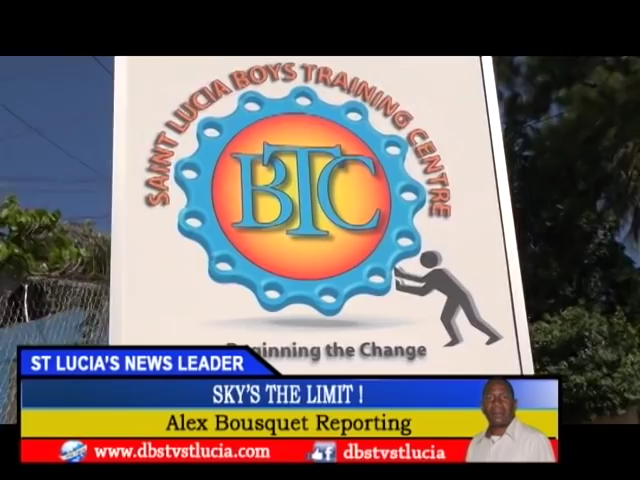 SAINT LUCIA BOYS TRAINING CENTRE
BTC
Beginning the Change
ST LUCIA'S NEWS LEADER
SKY'S THE LIMIT !
Alex Bousquet Reporting
www.dbstvstlucia.com
dbstvstlucia